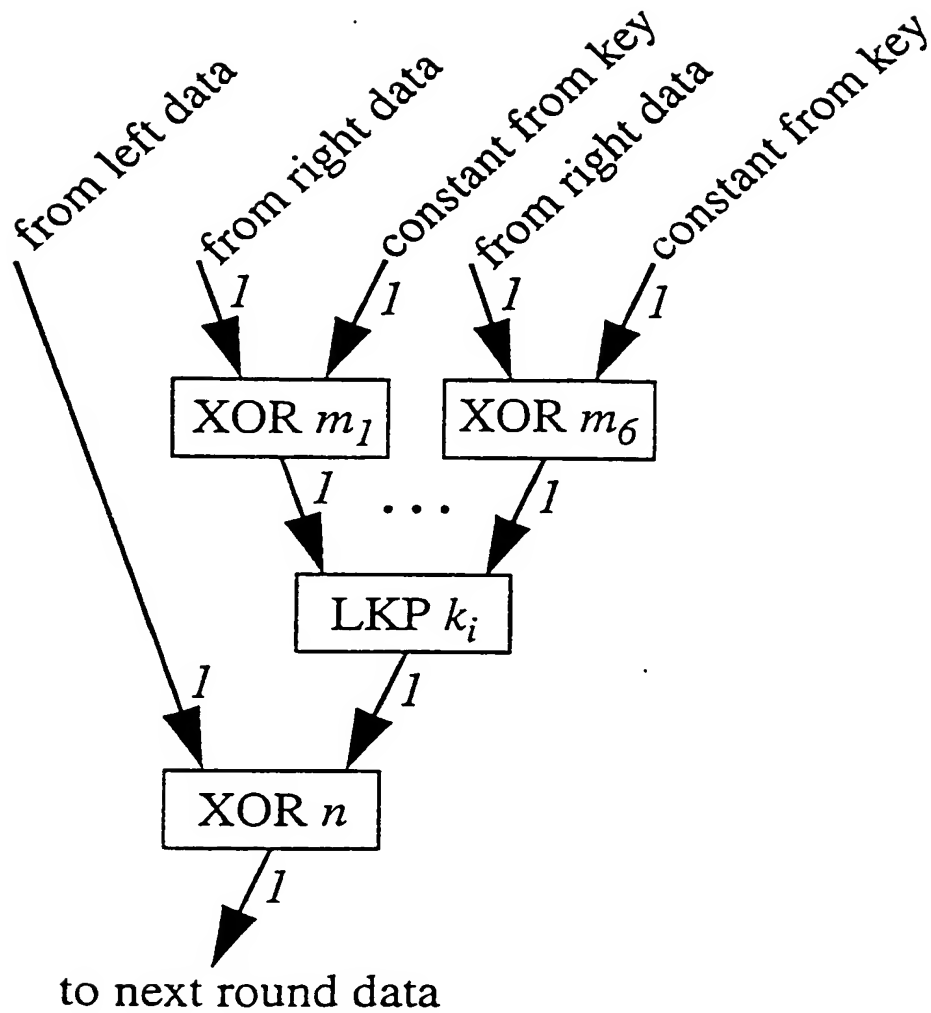 from left data
from right data
constant from key
from right data
constant from key
1
1
1
1
XOR m1
XOR m6
1
...
1
LKP ki
1
1
XOR n
1
to next round data